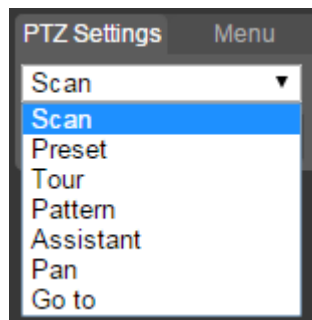 PTZ Settings Menu
Scan
Scan
Preset
Tour
Pattern
Assistant
Pan
Go to